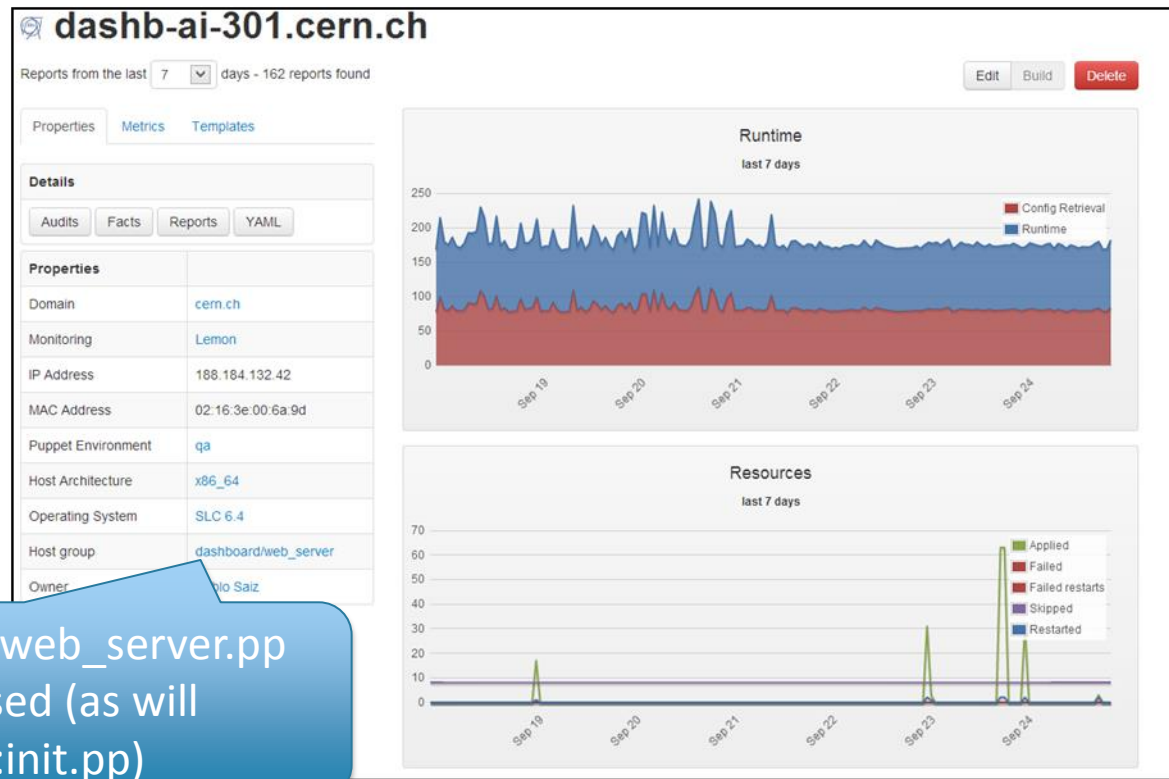 dashb-ai-301.cern.ch
Reports from the last 7 days - 162 reports found
Edit Build Delete
Properties Metrics Templates
Details
Audits Facts Reports YAML
Properties
Domain cern.ch
Monitoring Lemon
IP Address 188.184.132.42
MAC Address 02:16:3e:00:6a:9d
Puppet Environment qa
Host Architecture x86_64
Operating System SLC 6.4
Host group dashboard/web_server
Owner Saiz
web_server.pp
sed (as will
:init.pp)
Runtime
last 7 days
250
200
150
100
50
0
Config Retrieval
Runtime
Sep 19 Sep 20 Sep 21 Sep 22 Sep 23 Sep 24
Resources
last 7 days
70
60
50
40
30
20
10
0
Applied
Failed
Failed restarts
Skipped
Restarted
Sep 19 Sep 20 Sep 21 Sep 22 Sep 23 Sep 24